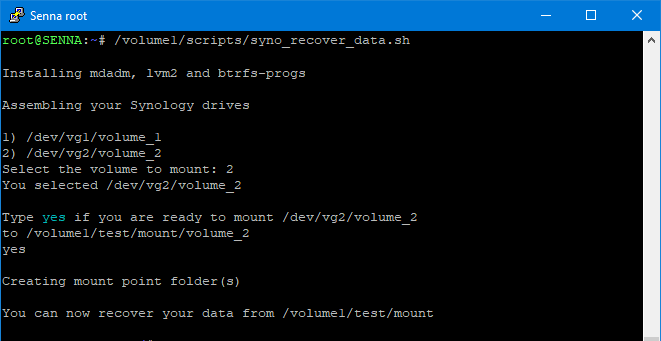 Senna root
root@SENNA:~# /volume1/scripts/syno_recover_data.sh
Installing mdadm, lvm2 and btrfs-progs
Assembling your Synology drives
1) /dev/vg1/volume_1
2) /dev/vg2/volume_2
Select the volume to mount: 2
You selected /dev/vg2/volume_2
Type yes if you are ready to mount /dev/vg2/volume_2
to /volume1/test/mount/volume_2
yes
Creating mount point folder(s)
You can now recover your data from /volume1/test/mount